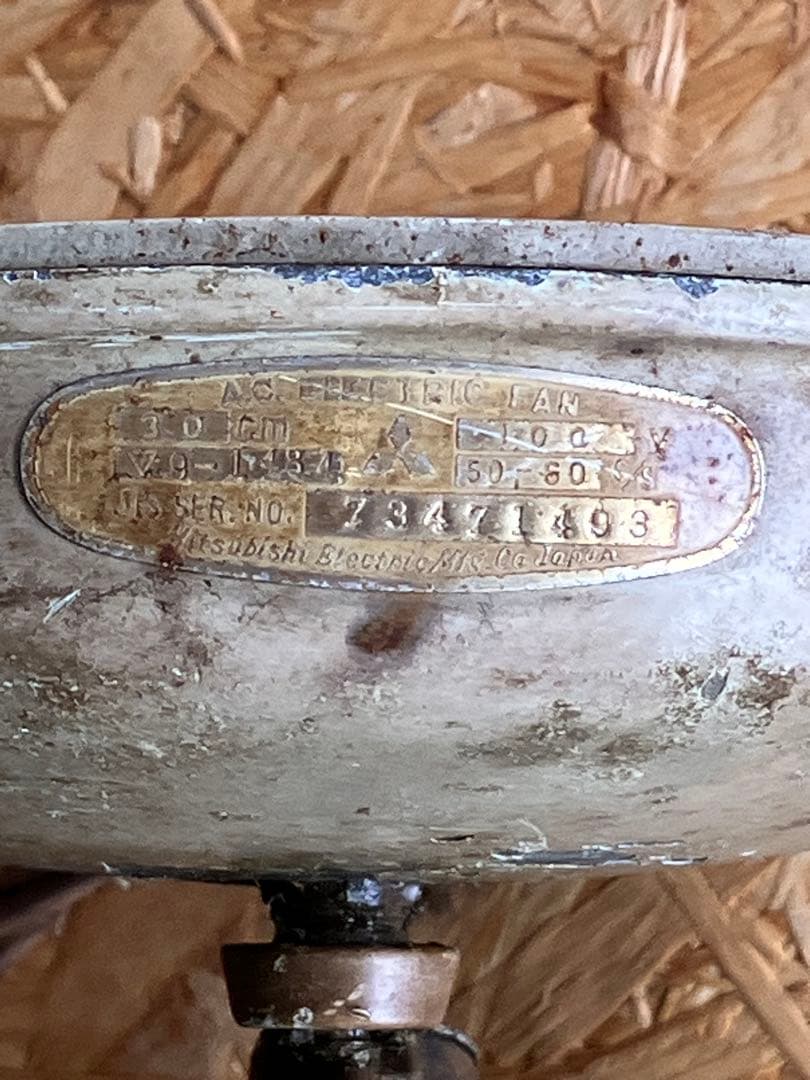 A.C. ELECTRIC FAN
30 cm 100 V
50-60
JIS SER. NO. 73471493
Mitsubishi Electric Mfg. Co. Japan